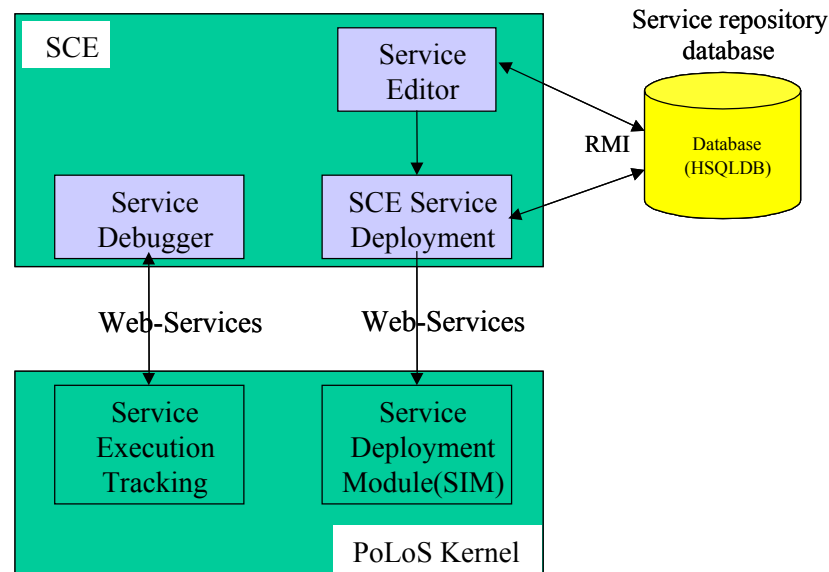 SCE
Service
Editor
Service repository
database
RMI
Database
(HSQLDB)
Service
Debugger
SCE Service
Deployment
Web-Services
Web-Services
Service
Execution
Tracking
Service
Deployment
Module(SIM)
PoLoS Kernel